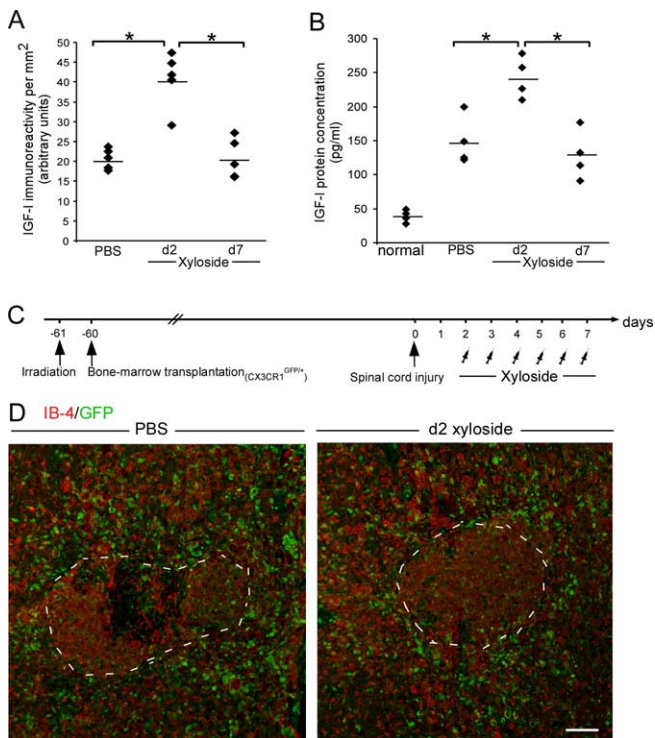 A
IGF-I immunoreactivity per mm2
(arbitrary units)
50
45
40
35
30
25
20
15
10
5
0
* *
PBS d2 d7
Xyloside
B
IGF-I protein concentration
(pg/ml)
300
250
200
150
100
50
0
* *
normal PBS d2 d7
Xyloside
C
-61 -60 0 1 2 3 4 5 6 7 days
Irradiation Bone-marrow transplantation (CX3CR1GFP/+) Spinal cord injury Xyloside
D IB-4/GFP
PBS d2 xyloside